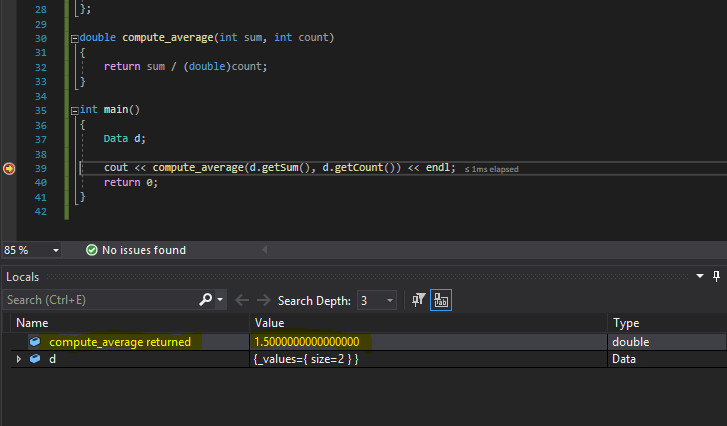 28 };
29
30 double compute_average(int sum, int count)
31 {
32 return sum / (double)count;
33 }
34
35 int main()
36 {
37 Data d;
38
39 cout << compute_average(d.getSum(), d.getCount()) << endl; ≤ 1ms elapsed
40 return 0;
41 }
42
85 % No issues found
Locals
Search (Ctrl+E) Search Depth: 3
Name Value Type
compute_average returned 1.5000000000000000 double
d {_values={ size=2 } } Data